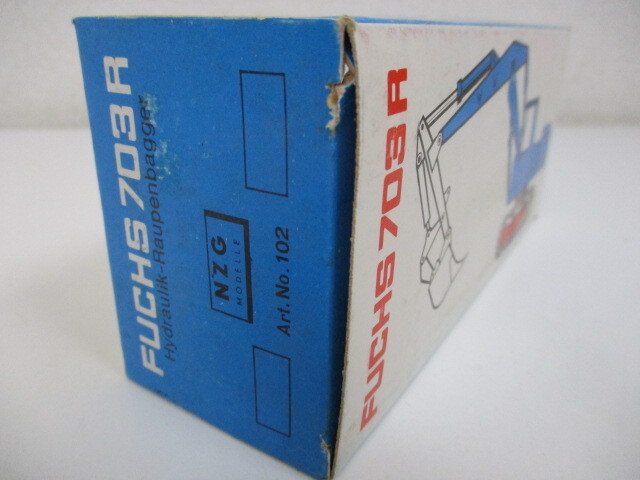 FUCHS 703 R
Hydraulik-Raupenbagger
NZG
MODELLE
Art. No. 102
FUCHS 703 R